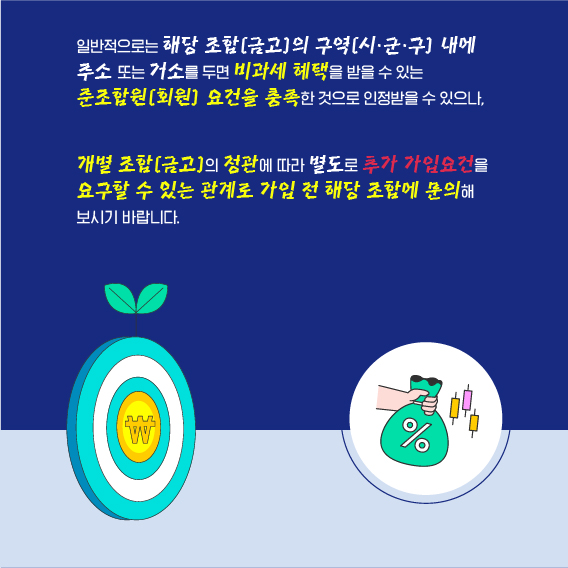 일반적으로는 해당 조합(금고)의 구역(시·군·구) 내에
주소 또는 거소를 두면 비과세 혜택을 받을 수 있는
준조합원(회원) 요건을 충족한 것으로 인정받을 수 있으나,
개별 조합(금고)의 정관에 따라 별도로 추가 가입요건을
요구할 수 있는 관계로 가입 전 해당 조합에 문의해
보시기 바랍니다.
₩
%